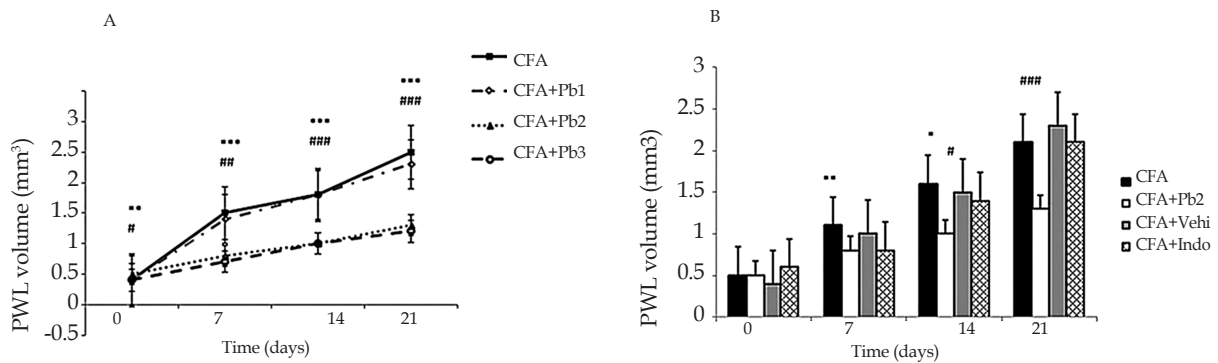 A
PWL volume (mm³)
3
2.5
2
1.5
1
0.5
0
-0.5
0
7
14
21
Time (days)
▪▪
#
▪▪▪
##
▪▪▪
###
▪▪▪
###
CFA
CFA+Pb1
CFA+Pb2
CFA+Pb3
B
PWL volume (mm3)
3
2.5
2
1.5
1
0.5
0
0
7
14
21
Time (days)
▪▪
▪
#
###
CFA
CFA+Pb2
CFA+Vehi
CFA+Indo